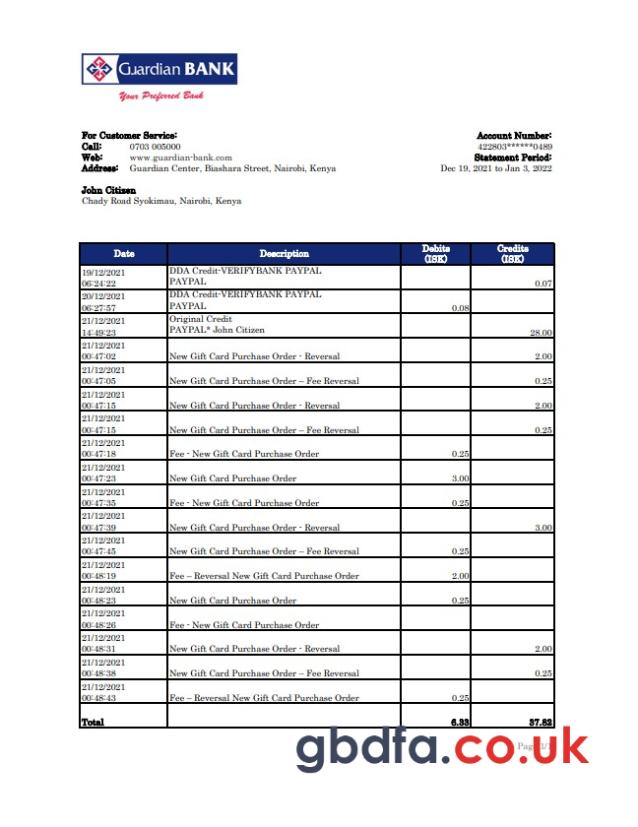 Guardian BANK
Your Preferred Bank
For Customer Service:
Call: 0703 005000
Web: www.guardian-bank.com
Address: Guardian Center, Biashara Street, Nairobi, Kenya
Account Number:
422803******0489
Statement Period:
Dec 19, 2021 to Jan 3, 2022
John Citizen
Chady Road Syokimau, Nairobi, Kenya
Date Description Debits (ISK) Credits (ISK)
19/12/2021 DDA Credit-VERIFYBANK PAYPAL
06:24:22 PAYPAL 0.07
20/12/2021 DDA Credit-VERIFYBANK PAYPAL
06:27:57 PAYPAL 0.08
21/12/2021 Original Credit
14:49:23 PAYPAL* John Citizen 28.00
21/12/2021
00:47:02 New Gift Card Purchase Order - Reversal 2.00
21/12/2021
00:47:05 New Gift Card Purchase Order – Fee Reversal 0.25
21/12/2021
00:47:15 New Gift Card Purchase Order - Reversal 2.00
21/12/2021
00:47:15 New Gift Card Purchase Order – Fee Reversal 0.25
21/12/2021
00:47:18 Fee - New Gift Card Purchase Order 0.25
21/12/2021
00:47:23 New Gift Card Purchase Order 3.00
21/12/2021
00:47:35 Fee - New Gift Card Purchase Order 0.25
21/12/2021
00:47:39 New Gift Card Purchase Order - Reversal 3.00
21/12/2021
00:47:45 New Gift Card Purchase Order – Fee Reversal 0.25
21/12/2021
00:48:19 Fee – Reversal New Gift Card Purchase Order 2.00
21/12/2021
00:48:23 New Gift Card Purchase Order 0.25
21/12/2021
00:48:26 Fee - New Gift Card Purchase Order
21/12/2021
00:48:31 New Gift Card Purchase Order - Reversal 2.00
21/12/2021
00:48:38 New Gift Card Purchase Order – Fee Reversal 0.25
21/12/2021
00:48:43 Fee – Reversal New Gift Card Purchase Order 0.25
Total 6.33 37.82
gbdfa.co.uk